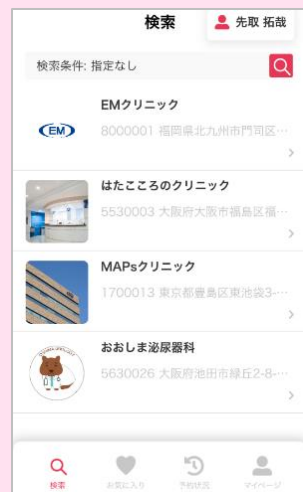 検索
先取 拓哉
検索条件: 指定なし
EMクリニック
EM
8000001 福岡県北九州市門司区…
はたこころのクリニック
5530003 大阪府大阪市福島区福…
MAPsクリニック
1700013 東京都豊島区東池袋3-…
おおしま泌尿器科
5630026 大阪府池田市緑丘2-8-…
検索
お気に入り
予約状況
マイページ